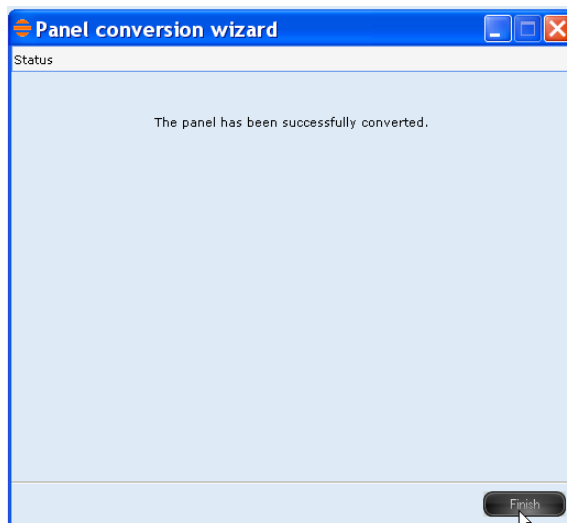 Panel conversion wizard
Status
The panel has been successfully converted.
Finish